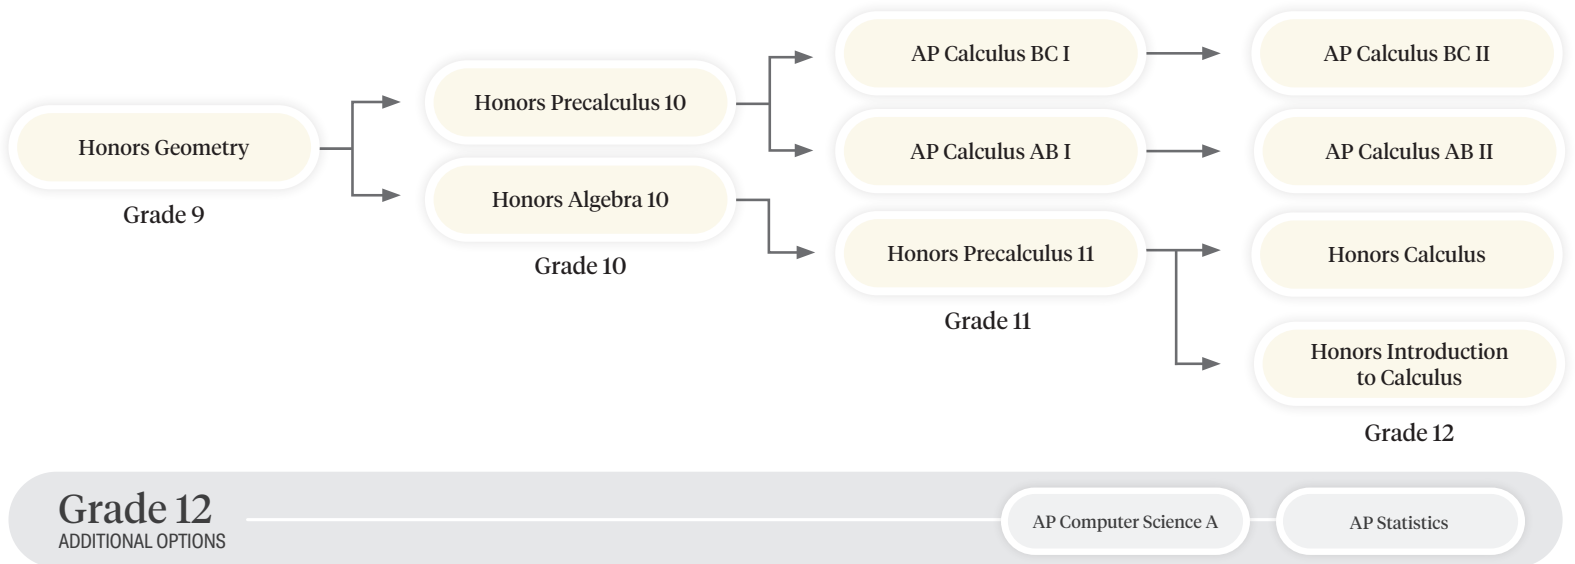 Honors Geometry
Grade 9
Honors Precalculus 10
Honors Algebra 10
Grade 10
AP Calculus BC I
AP Calculus AB I
Honors Precalculus 11
Grade 11
AP Calculus BC II
AP Calculus AB II
Honors Calculus
Honors Introduction
to Calculus
Grade 12
Grade 12
ADDITIONAL OPTIONS
AP Computer Science A
AP Statistics